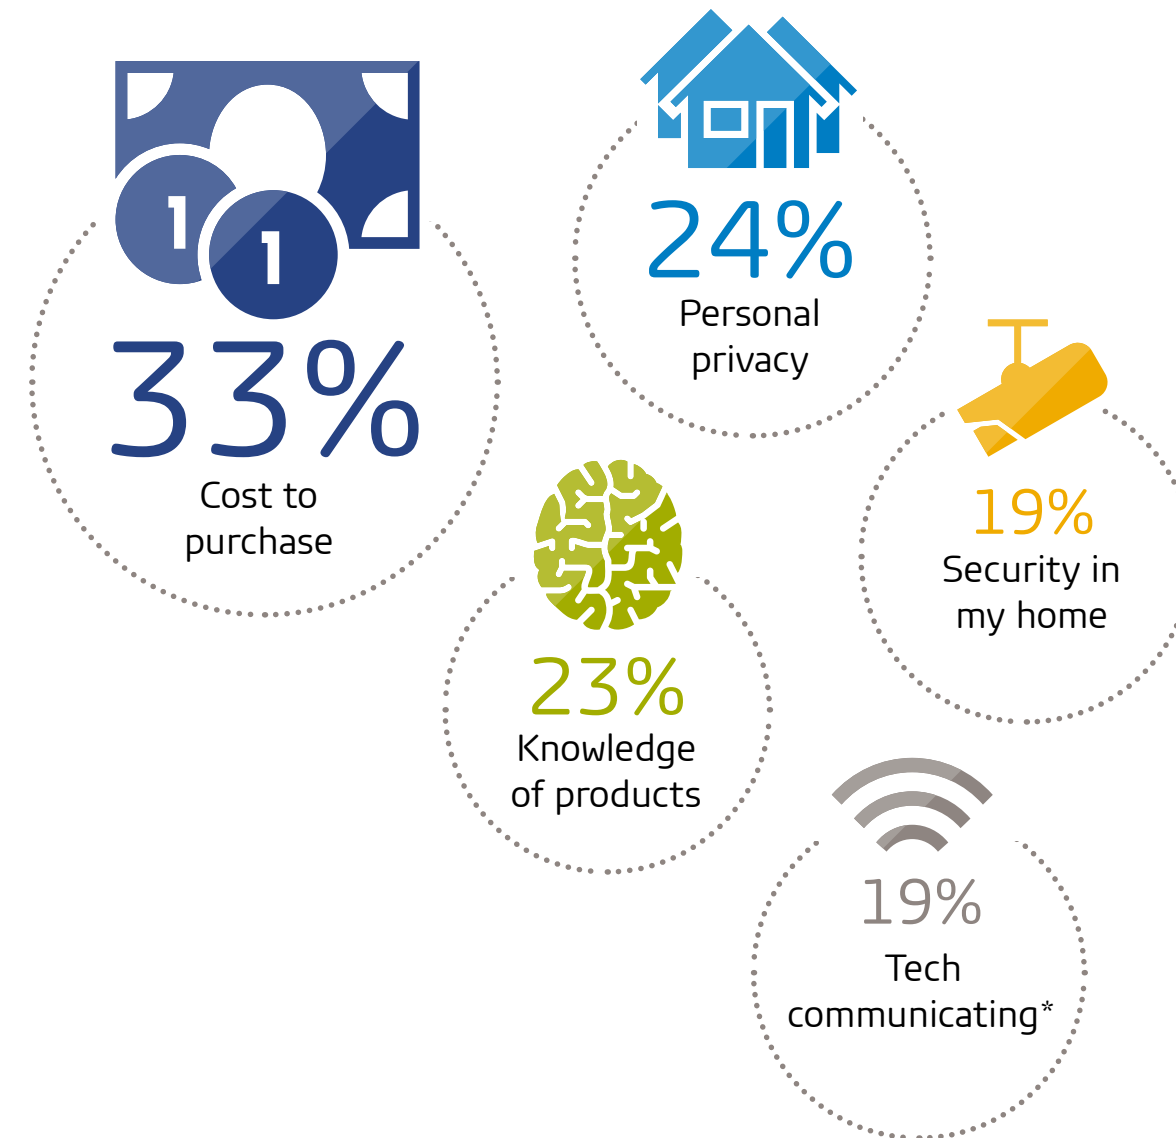 1
1
33%
Cost to
purchase
24%
Personal
privacy
19%
Security in
my home
23%
Knowledge
of products
19%
Tech
communicating*